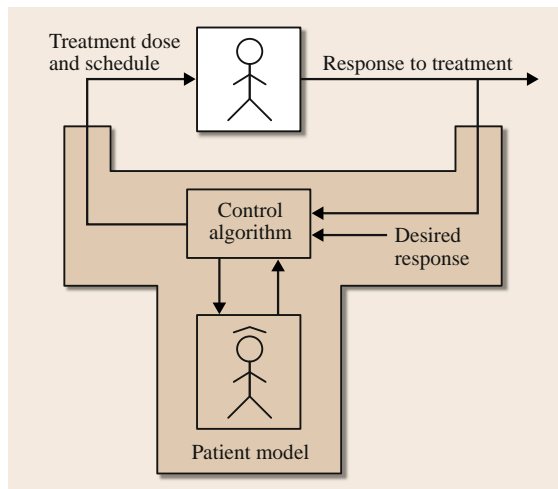 Treatment dose
and schedule
Response to treatment
Control
algorithm
Desired
response
Patient model